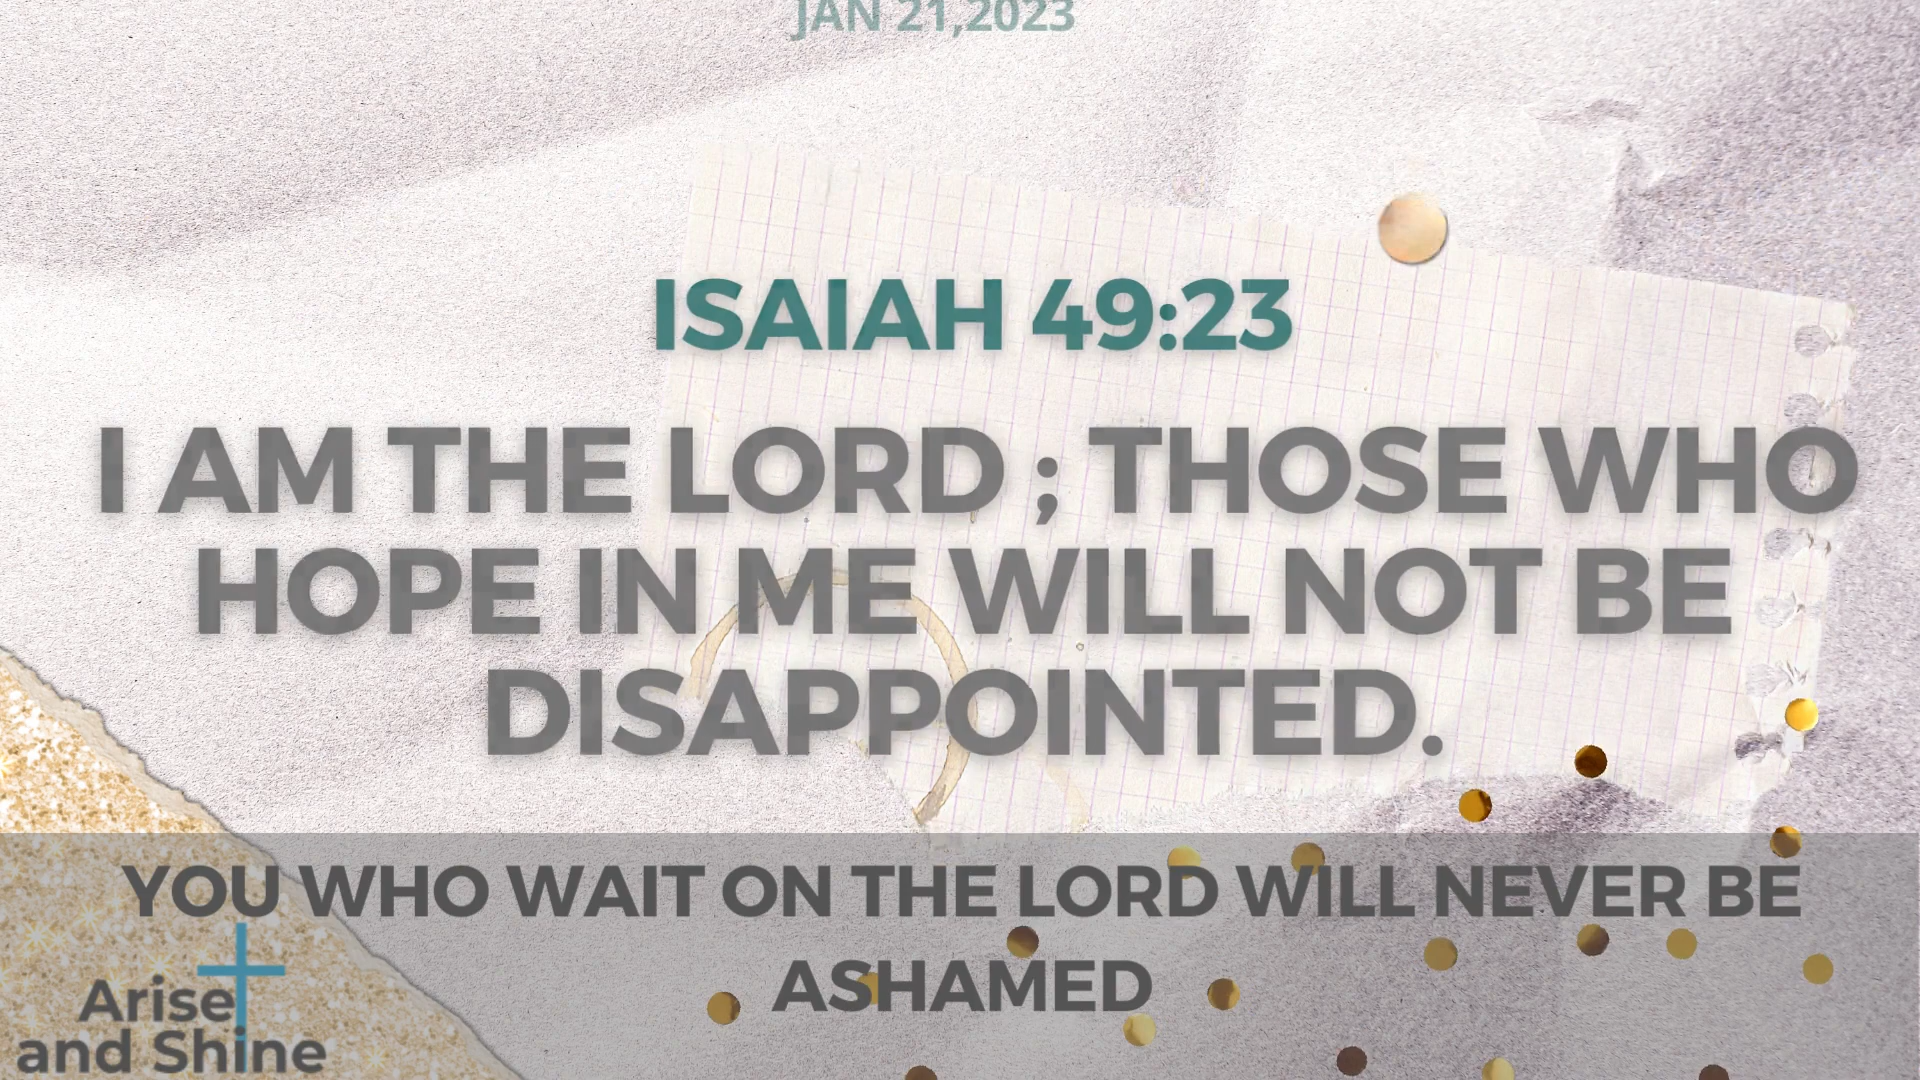 JAN 21,2023
ISAIAH 49:23
I AM THE LORD ; THOSE WHO
HOPE IN ME WILL NOT BE
DISAPPOINTED.
YOU WHO WAIT ON THE LORD WILL NEVER BE
ASHAMED
Arise
and Shine